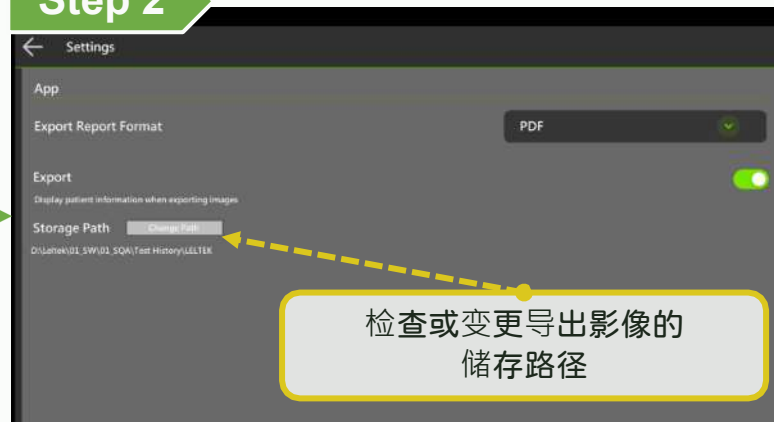 Step 2
Settings
App
Export Report Format
PDF
Export
Display patient information when exporting images
Storage Path
Change Path
D:\Leltek\01_SW\01_SQA\Test History\LELTEK
检查或变更导出影像的
储存路径